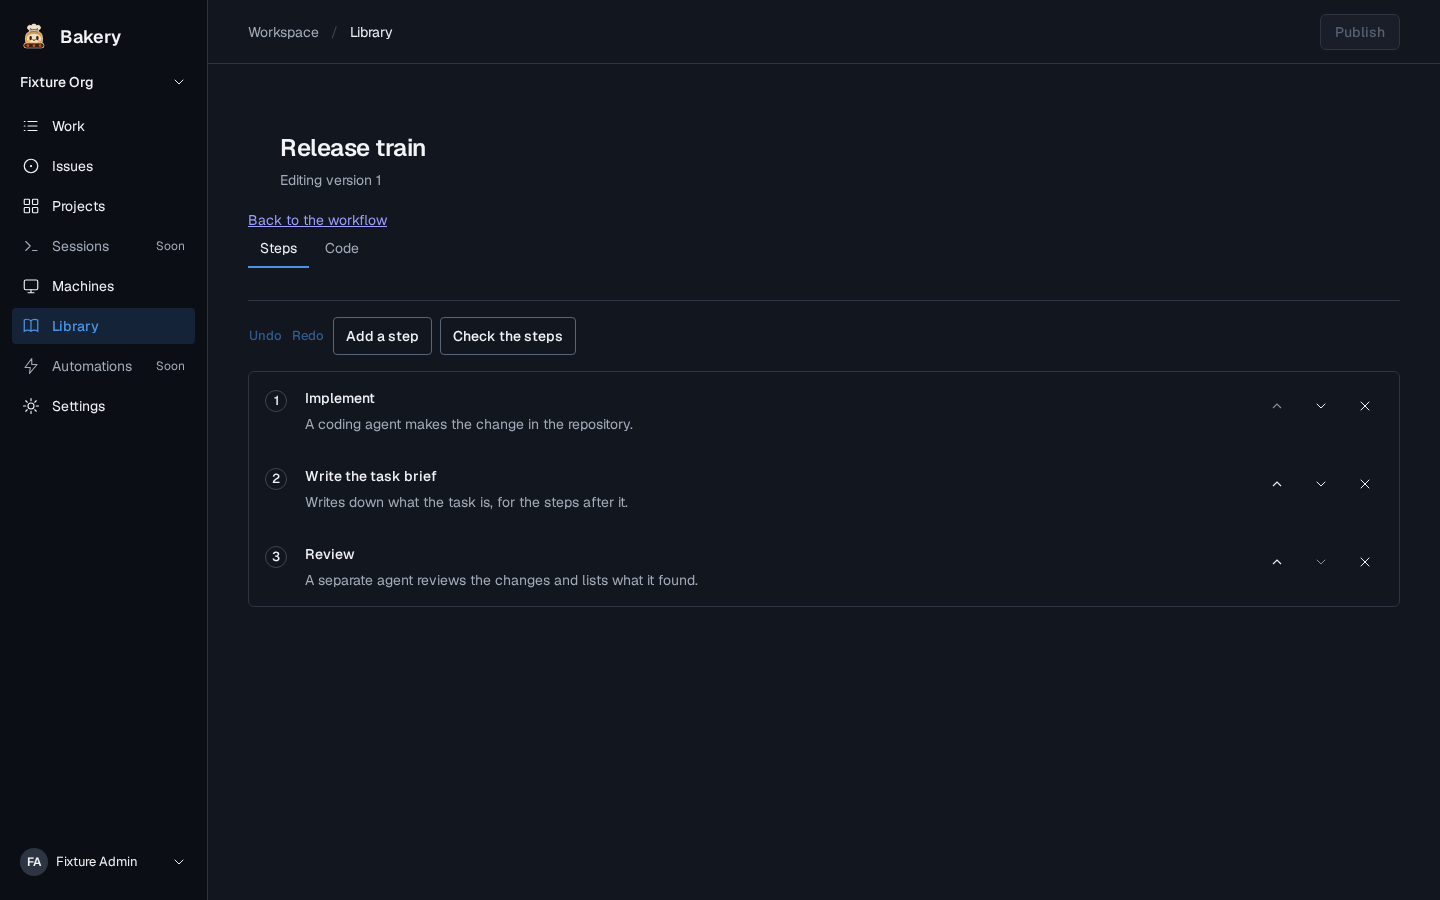 Bakery
Fixture Org
Work
Issues
Projects
Sessions Soon
Machines
Library
Automations Soon
Settings
FA Fixture Admin
Workspace / Library
Publish
Release train
Editing version 1
Back to the workflow
Steps Code
Undo Redo Add a step Check the steps
1 Implement
A coding agent makes the change in the repository.
2 Write the task brief
Writes down what the task is, for the steps after it.
3 Review
A separate agent reviews the changes and lists what it found.